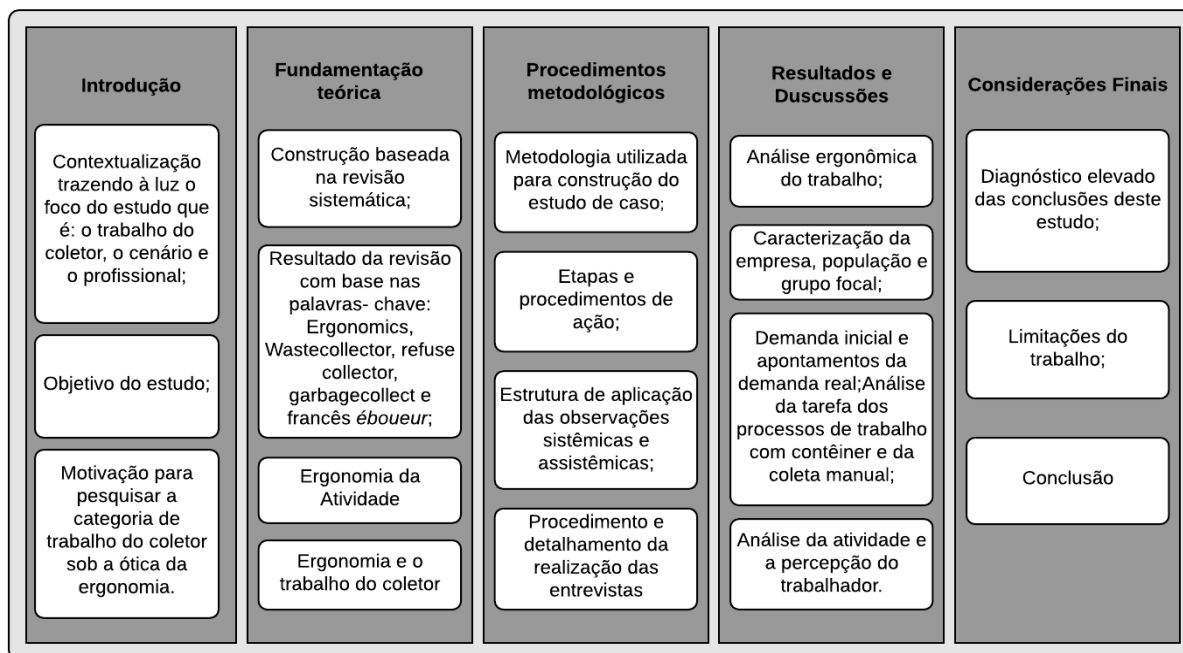 Introdução
Contextualização
trazendo à luz o
foco do estudo que
é: o trabalho do
coletor, o cenário e
o profissional;
Objetivo do estudo;
Motivação para
pesquisar a
categoria de
trabalho do coletor
sob a ótica da
ergonomia.
Fundamentação
teórica
Construção baseada
na revisão
sistemática;
Resultado da revisão
com base nas
palavras- chave:
Ergonomics,
Wastecollector, refuse
collector,
garbagecollect e
francês éboueur;
Ergonomia da
Atividade
Ergonomia e o
trabalho do coletor
Procedimentos
metodológicos
Metodologia utilizada
para construção do
estudo de caso;
Etapas e
procedimentos de
ação;
Estrutura de aplicação
das observações
sistêmicas e
assistêmicas;
Procedimento e
detalhamento da
realização das
entrevistas
Resultados e
Duscussões
Análise ergonômica
do trabalho;
Caracterização da
empresa, população e
grupo focal;
Demanda inicial e
apontamentos da
demanda real;Análise
da tarefa dos
processos de trabalho
com contêiner e da
coleta manual;
Análise da atividade e
a percepção do
trabalhador.
Considerações Finais
Diagnóstico elevado
das conclusões deste
estudo;
Limitações do
trabalho;
Conclusão